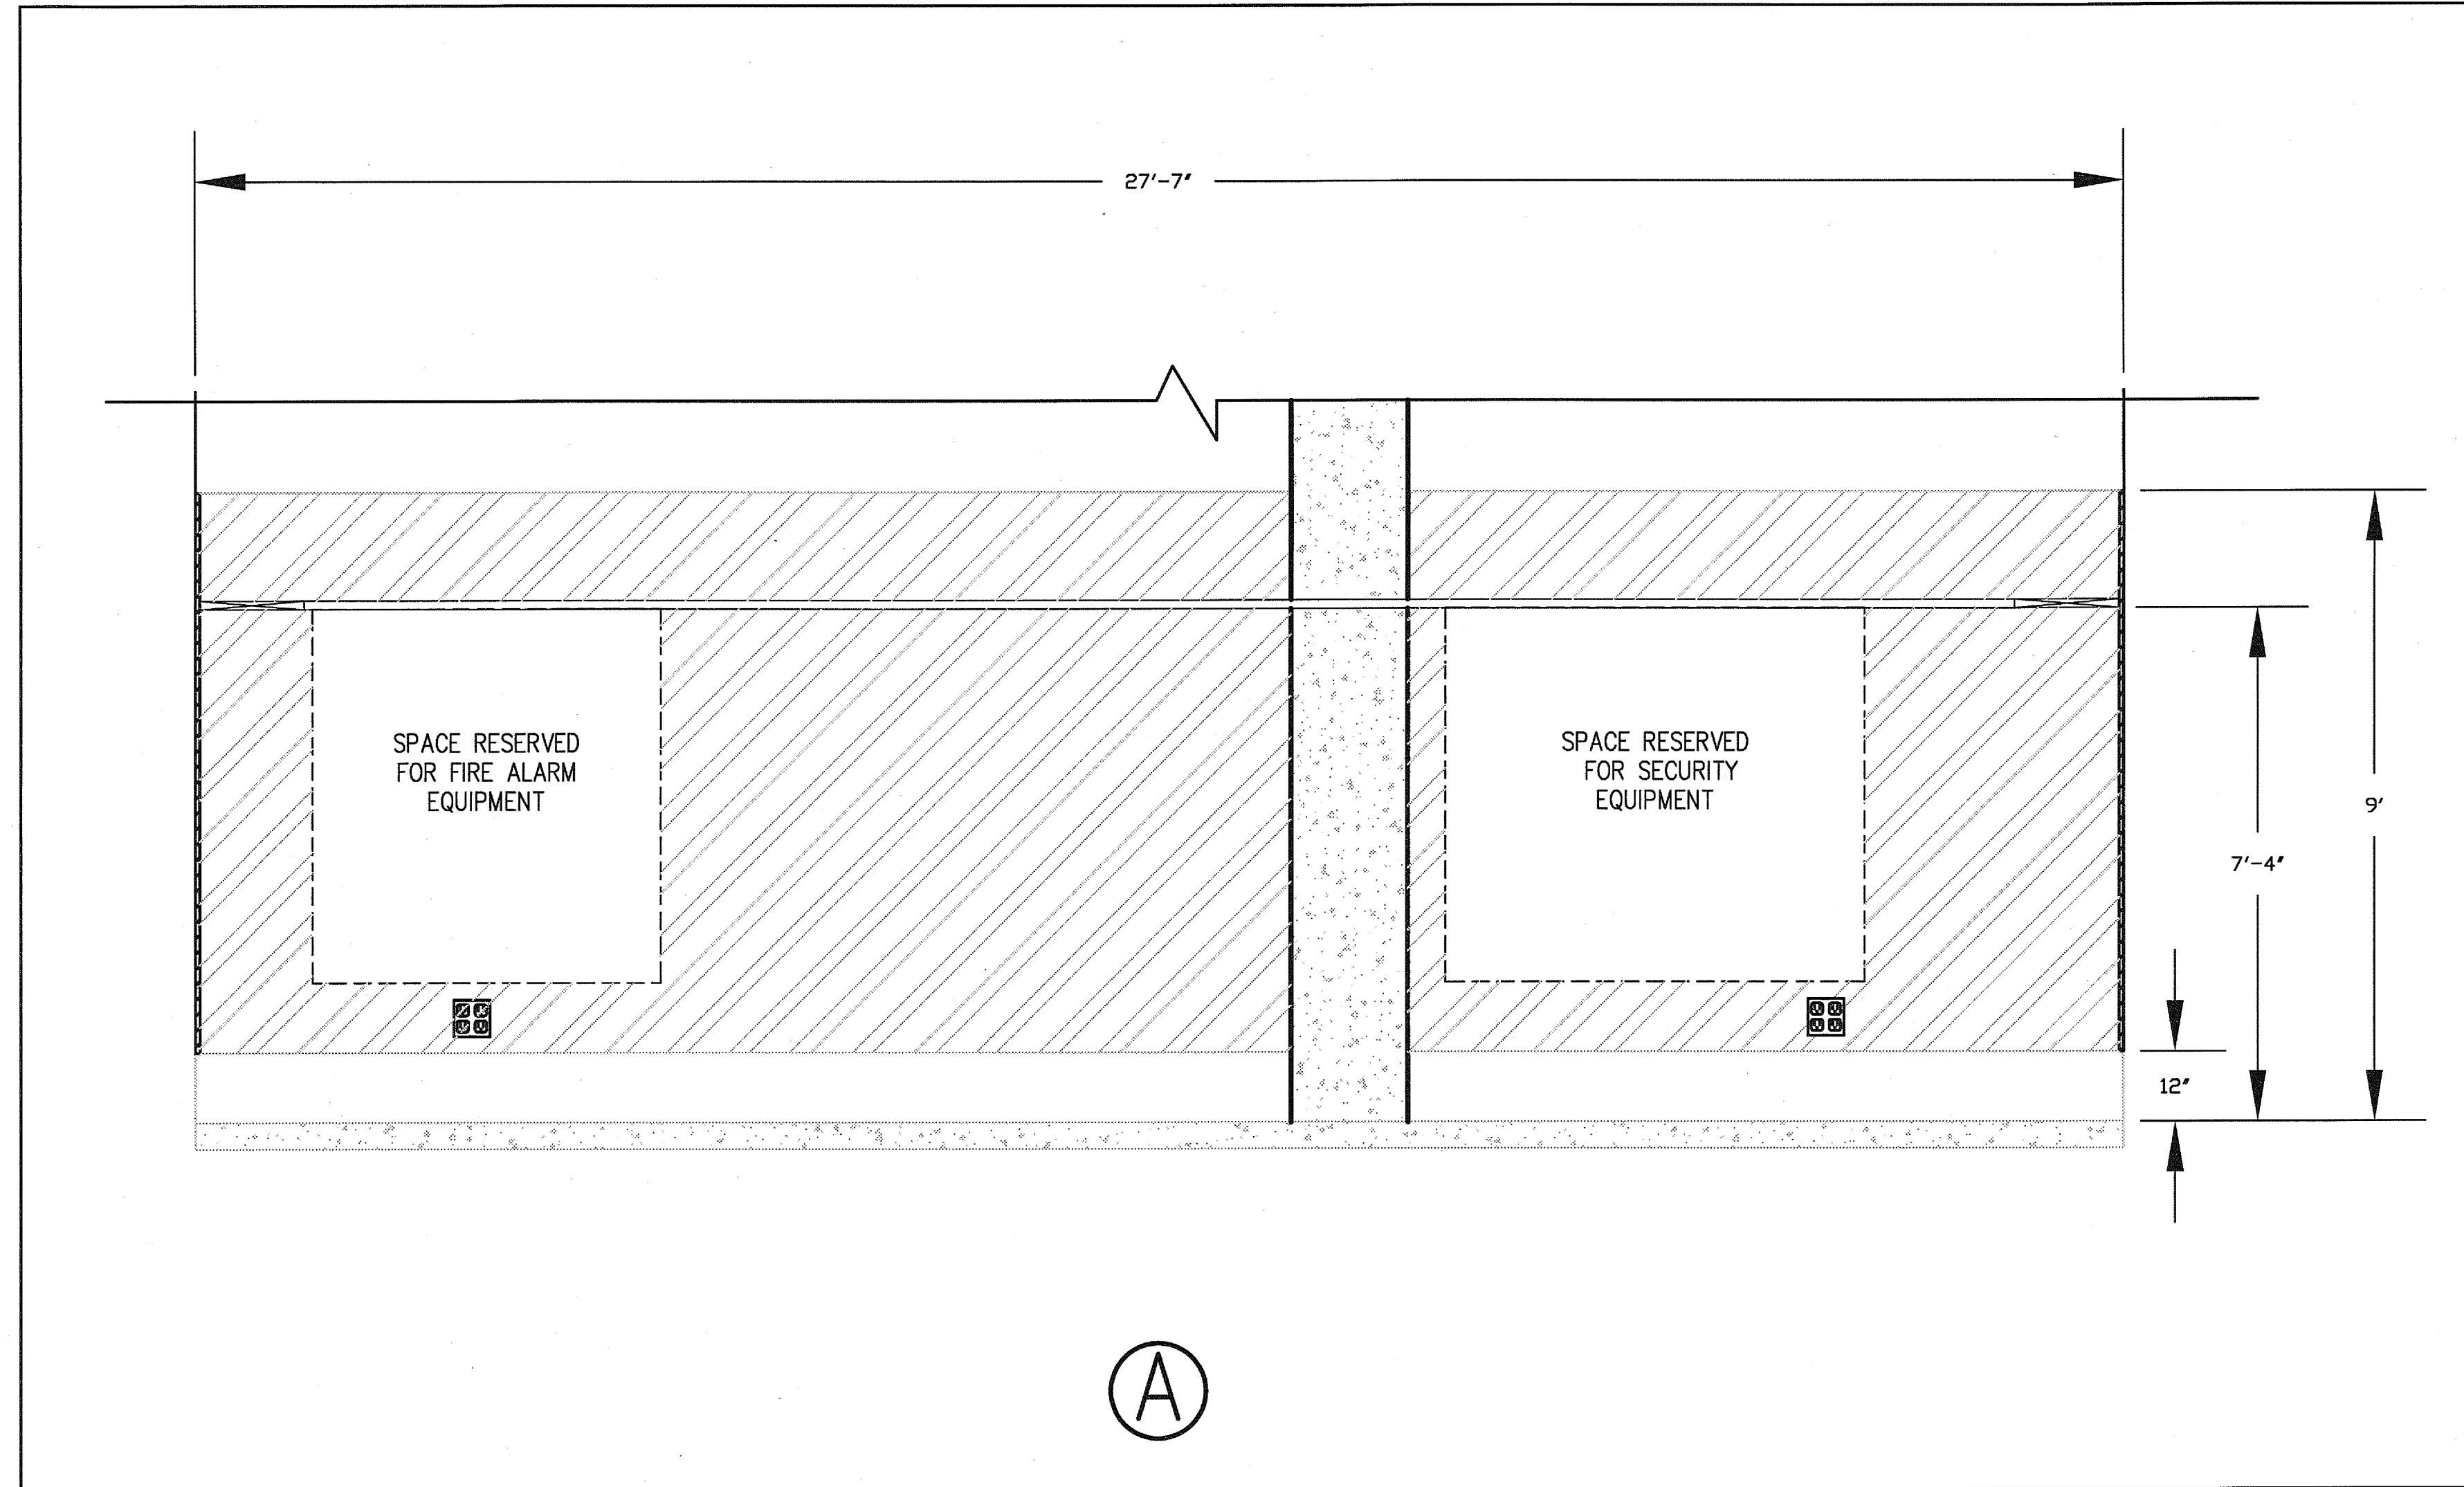 27'-7"
SPACE RESERVED
FOR FIRE ALARM
EQUIPMENT
SPACE RESERVED
FOR SECURITY
EQUIPMENT
9'
7'-4"
12"
A